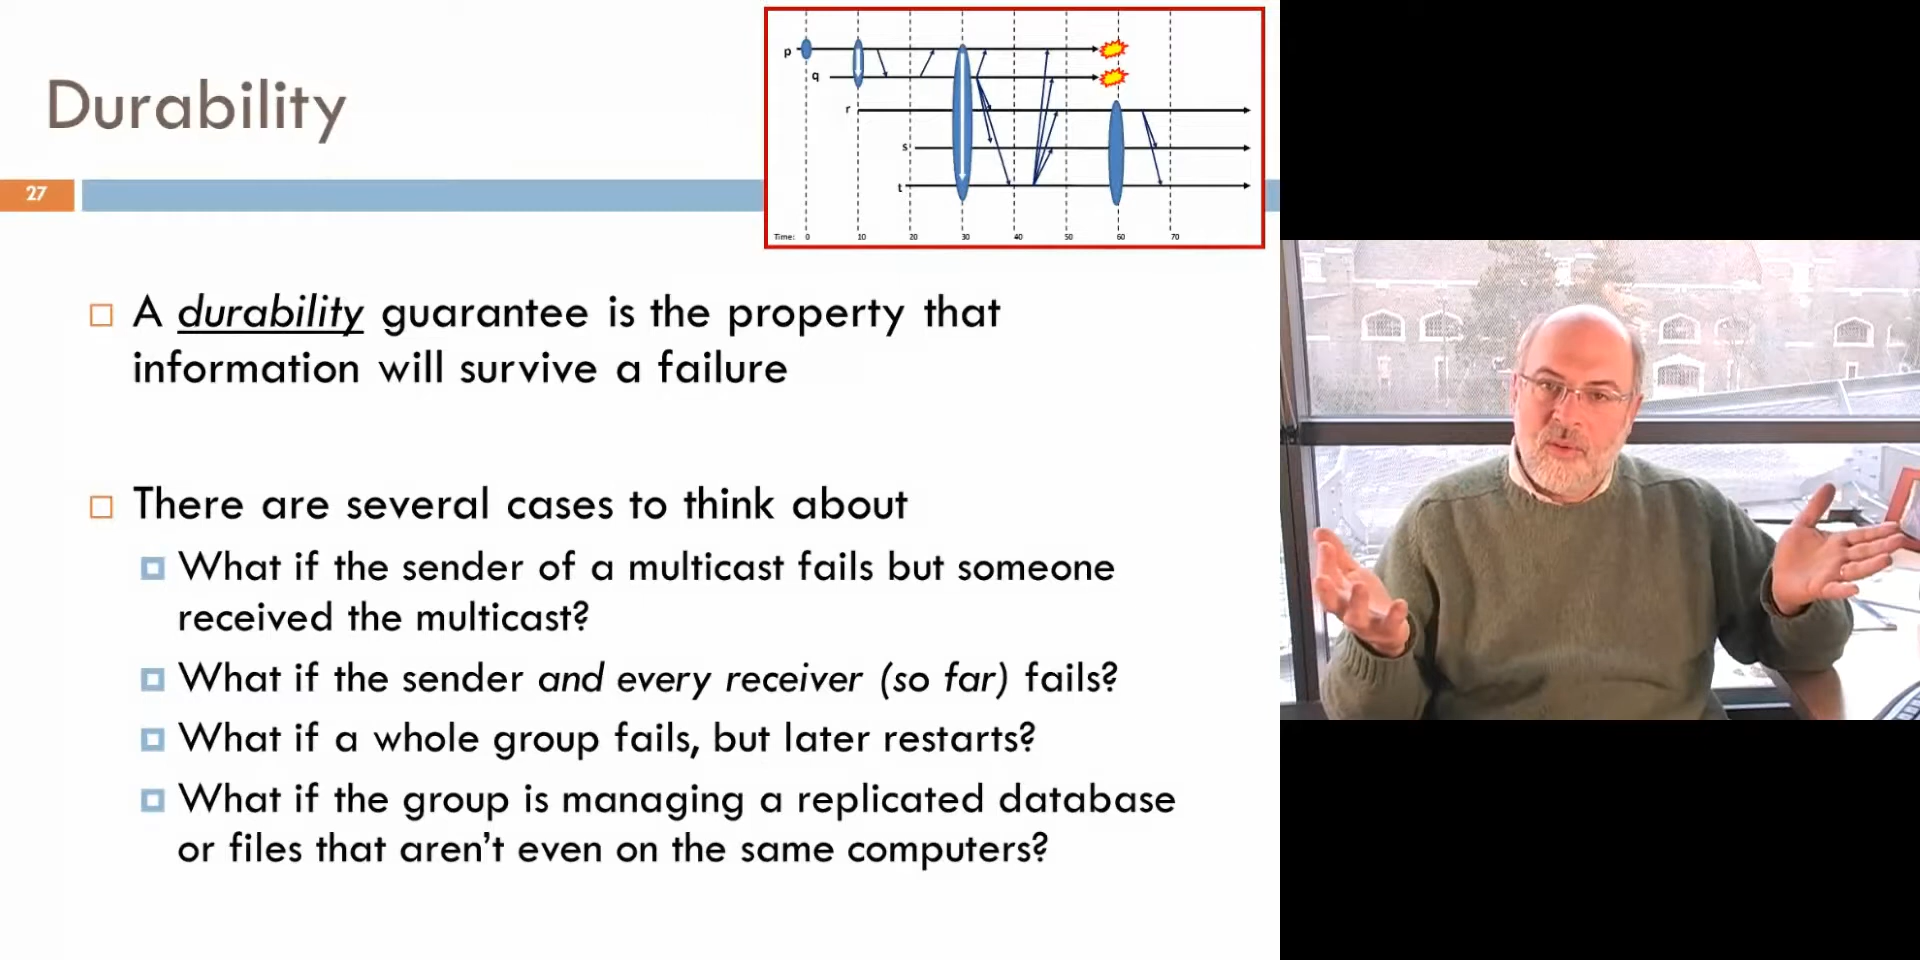 Durability
27
p
q
r
s
t
Time: 0 10 20 30 40 50 60 70
A durability guarantee is the property that
information will survive a failure
There are several cases to think about
What if the sender of a multicast fails but someone
received the multicast?
What if the sender and every receiver (so far) fails?
What if a whole group fails, but later restarts?
What if the group is managing a replicated database
or files that aren’t even on the same computers?